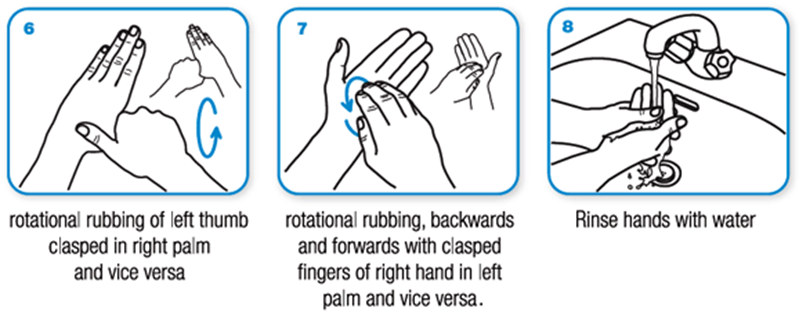 6
rotational rubbing of left thumb
clasped in right palm
and vice versa
7
rotational rubbing, backwards
and forwards with clasped
fingers of right hand in left
palm and vice versa.
8
Rinse hands with water